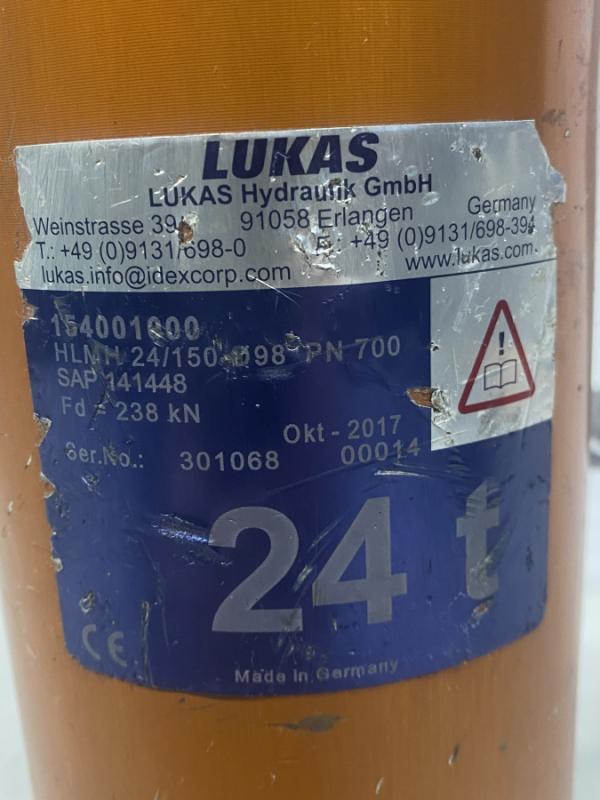 LUKAS
LUKAS Hydraulik GmbH
Weinstrasse 39 91058 Erlangen Germany
T.: +49 (0)9131/698-0 F.: +49 (0)9131/698-394
lukas.info@idexcorp.com www.lukas.com
HLMH 24/150-Ø98 PN 700
SAP 141448
Fd = 238 kN
Okt - 2017
Ser.No.: 301068 00014
24 t
CE
Made in Germany